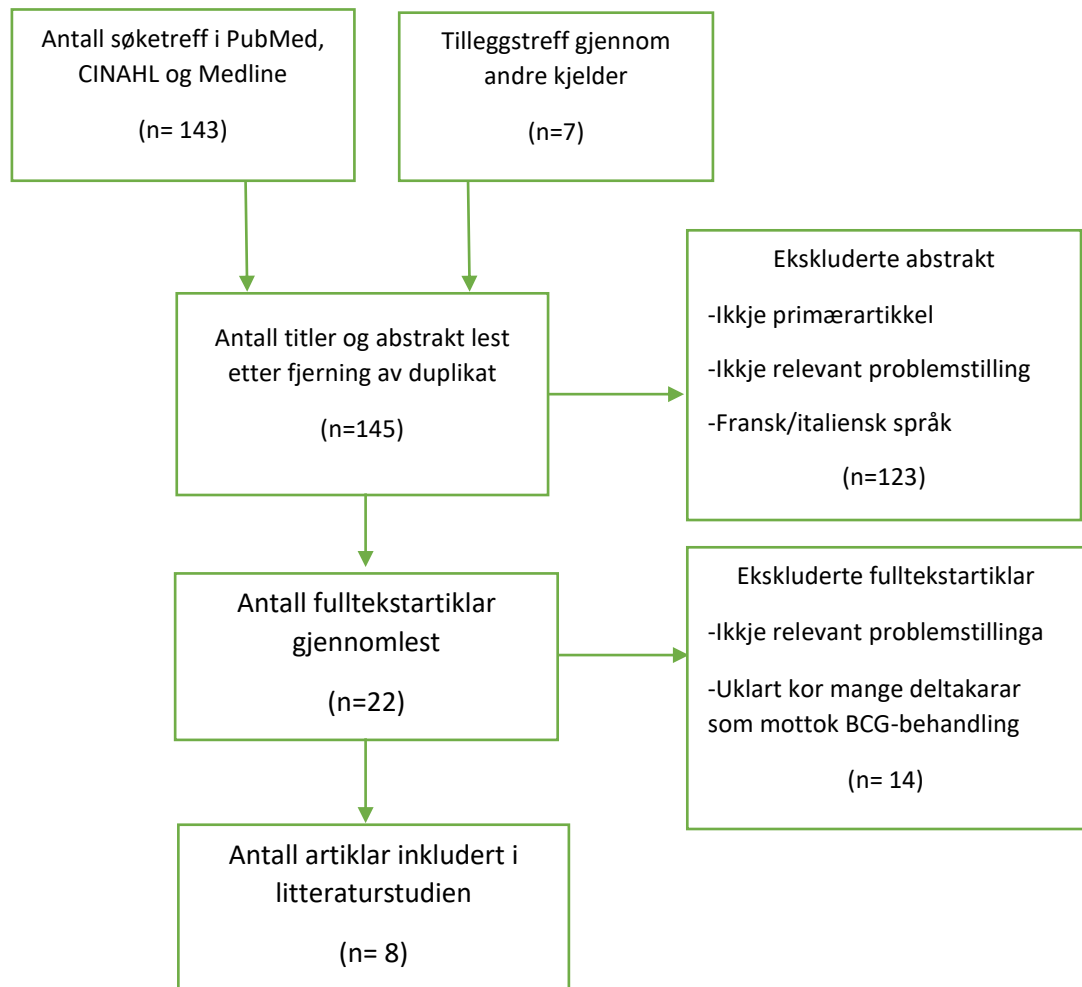 Antall søketreff i PubMed,
CINAHL og Medline
(n= 143)
Tilleggstreff gjennom
andre kjelder
(n=7)
Antall titler og abstrakt lest
etter fjerning av duplikat
(n=145)
Ekskluderte abstrakt
-Ikkje primærartikkel
-Ikkje relevant problemstilling
-Fransk/italiensk språk
(n=123)
Antall fulltekstartiklar
gjennomlest
(n=22)
Ekskluderte fulltekstartiklar
-Ikkje relevant problemstillinga
-Uklart kor mange deltakarar
som mottok BCG-behandling
(n= 14)
Antall artiklar inkludert i
litteraturstudien
(n= 8)